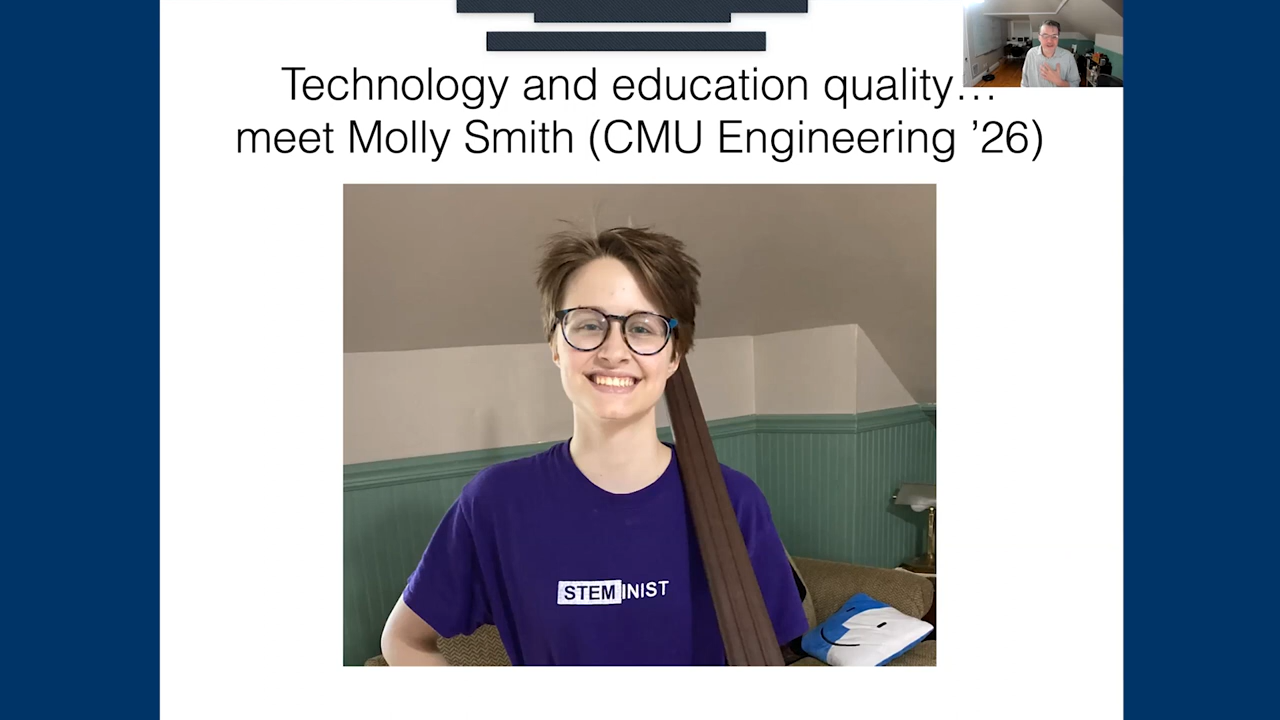 Technology and education quality…
meet Molly Smith (CMU Engineering ’26)
STEMINIST